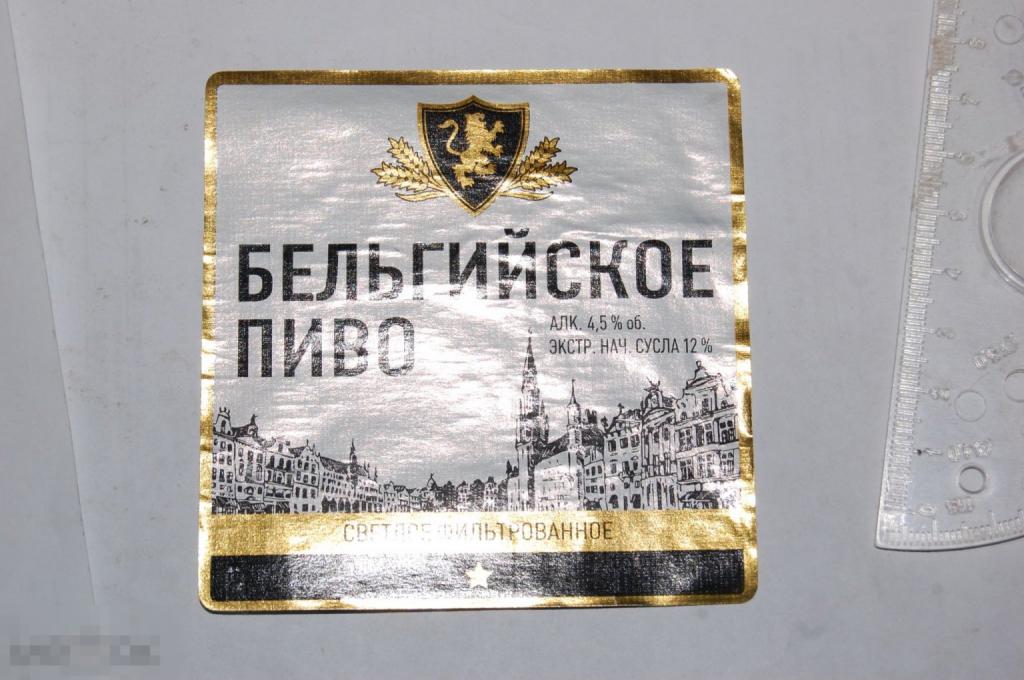 БЕЛЬГИЙСКОЕ
ПИВО
АЛК. 4,5 % об.
ЭКСТР. НАЧ. СУСЛА 12 %
СВЕТЛОЕ ФИЛЬТРОВАННОЕ